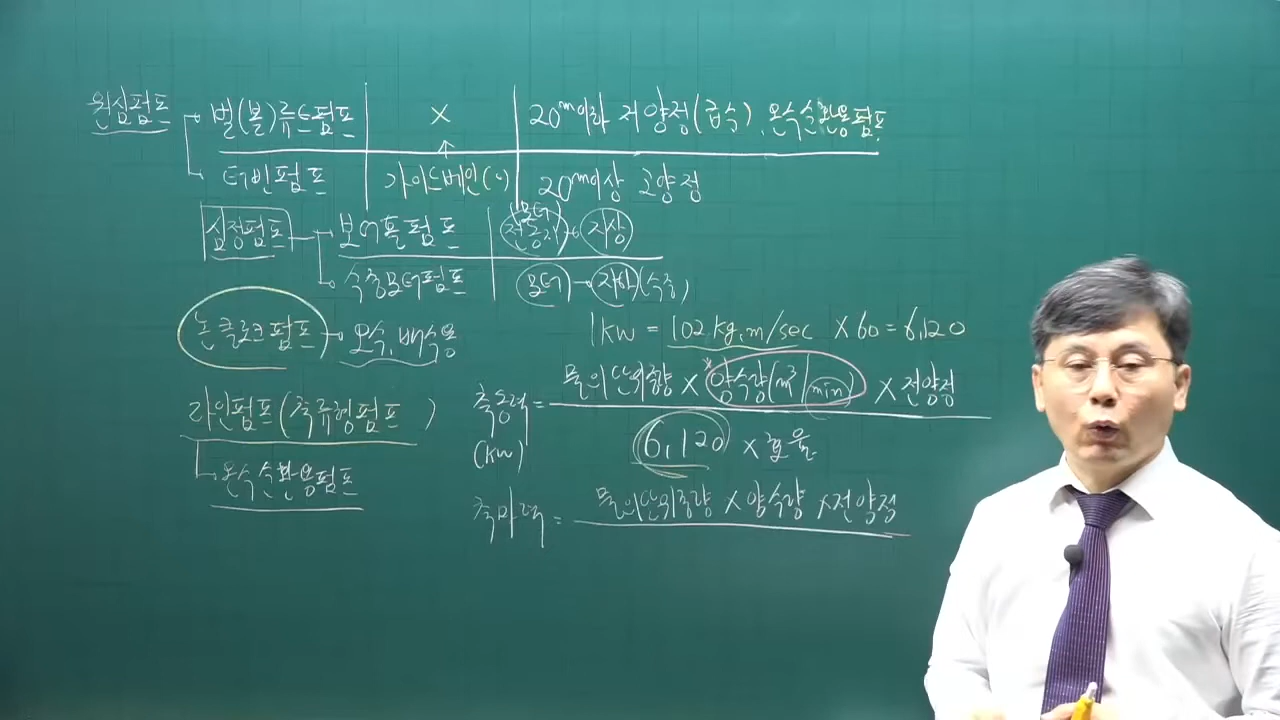 원심펌프 벌(볼)류트펌프 X 20m이하 저양정(급수), 온수순환용펌프
터빈펌프 가이드베인(○) 20m이상 고양정
심정펌프 보어홀펌프 모터 전동기 지상
수중모터펌프 모터 지하(수중)
논클로크펌프 오수, 배수용
1kw = 102 kg.m/sec X 60 = 6,120
축동력(kw) = 물의단위중량 X *양수량(m³/min) X 전양정
6,120 X 효율
라인펌프(축류형펌프)
온수순환용펌프
축마력 = 물의단위중량 X 양수량 X 전양정